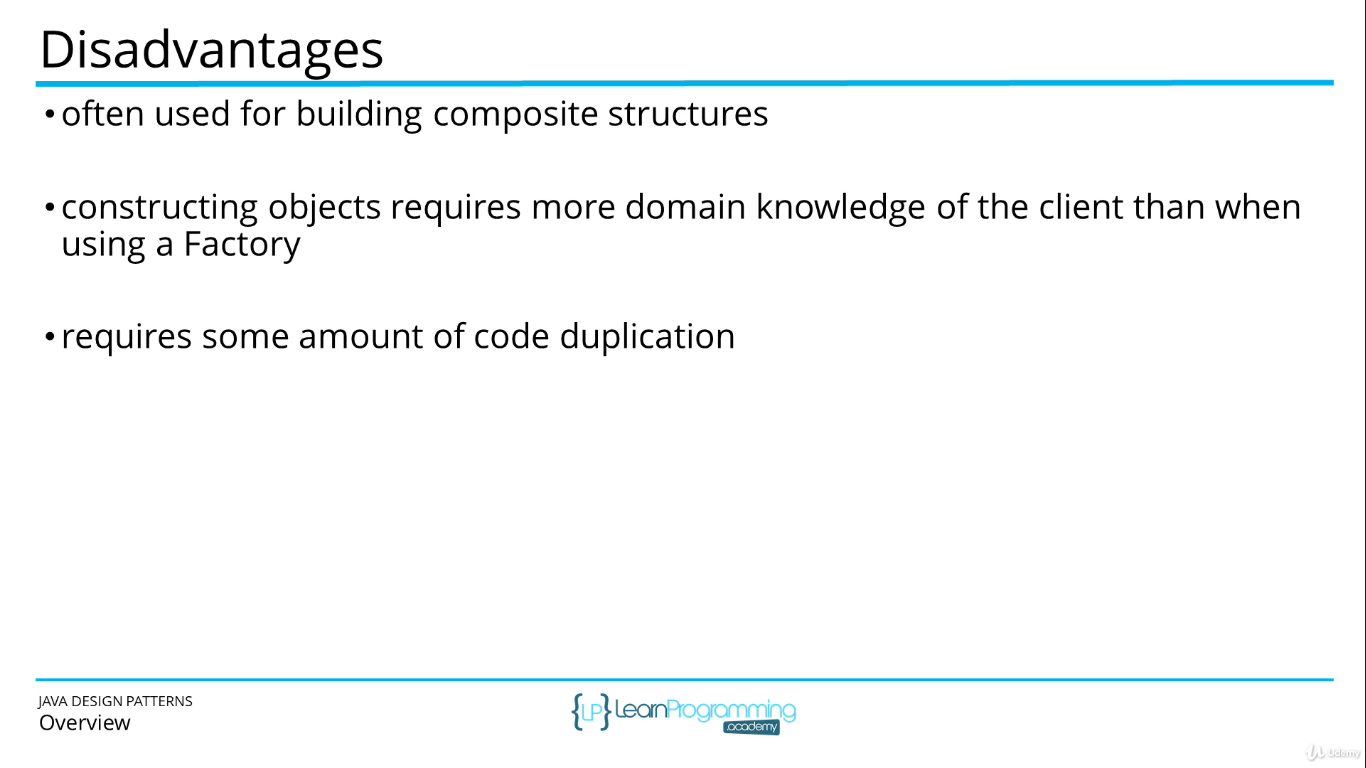 Disadvantages
• often used for building composite structures
• constructing objects requires more domain knowledge of the client than when
using a Factory
• requires some amount of code duplication
JAVA DESIGN PATTERNS
Overview
{LP} LearnProgramming
.academy
Udemy